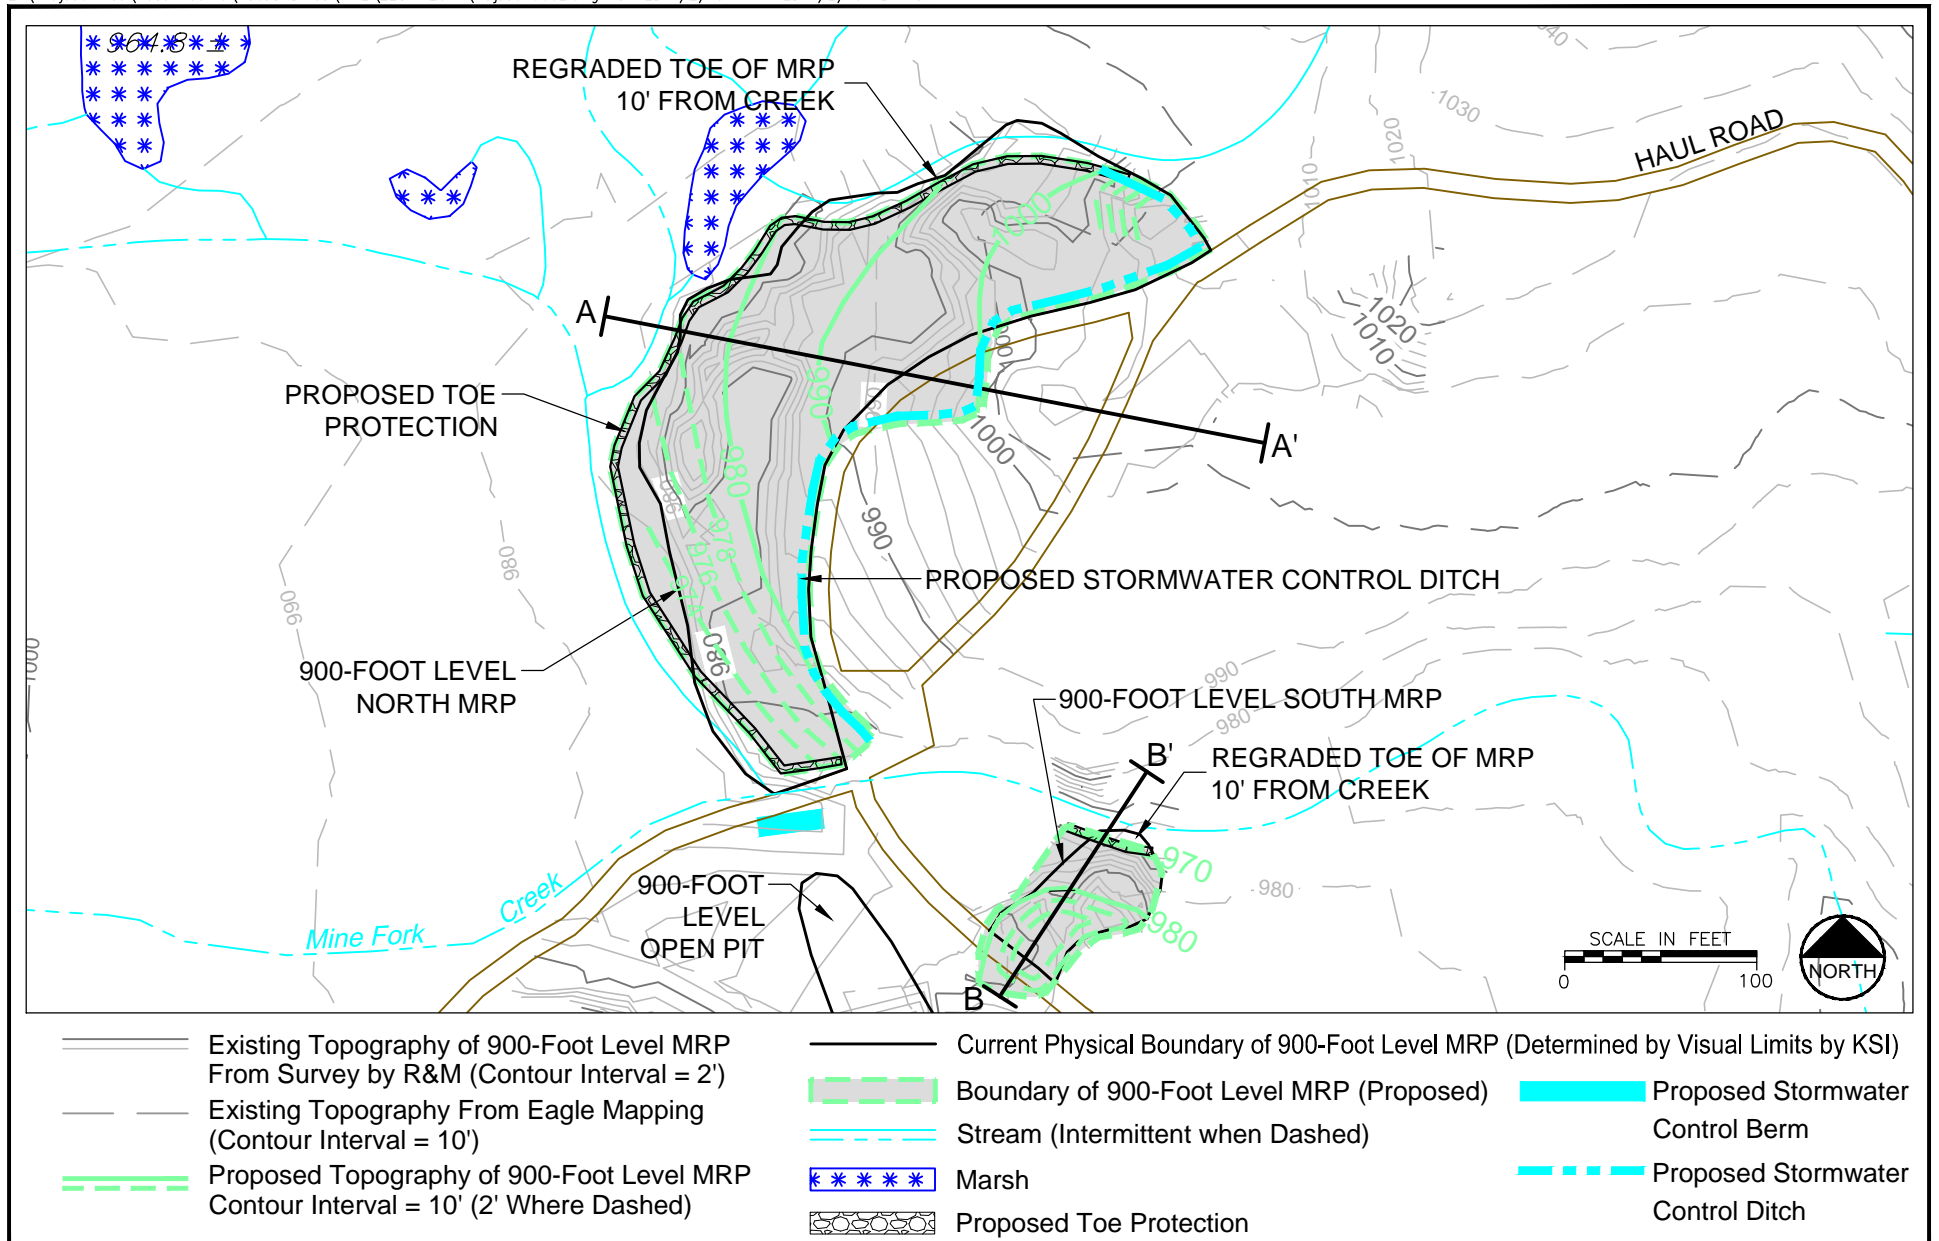 964.8 ±
REGRADED TOE OF MRP
10' FROM CREEK
1040
1030
1020
1010
HAUL ROAD
1000
A
1020
1010
PROPOSED TOE
PROTECTION
990
990
1000
1000
A'
980
980
990
978
976
974
980
990
PROPOSED STORMWATER CONTROL DITCH
1000
980
900-FOOT LEVEL
NORTH MRP
990
900-FOOT LEVEL SOUTH MRP
980
B'
REGRADED TOE OF MRP
10' FROM CREEK
970
980
900-FOOT
LEVEL
OPEN PIT
Mine Fork Creek
980
B
SCALE IN FEET
0 100
NORTH
Existing Topography of 900-Foot Level MRP
From Survey by R&M (Contour Interval = 2')
Existing Topography From Eagle Mapping
(Contour Interval = 10')
Proposed Topography of 900-Foot Level MRP
Contour Interval = 10' (2' Where Dashed)
Current Physical Boundary of 900-Foot Level MRP (Determined by Visual Limits by KSI)
Boundary of 900-Foot Level MRP (Proposed)
Stream (Intermittent when Dashed)
Marsh
Proposed Toe Protection
Proposed Stormwater
Control Berm
Proposed Stormwater
Control Ditch